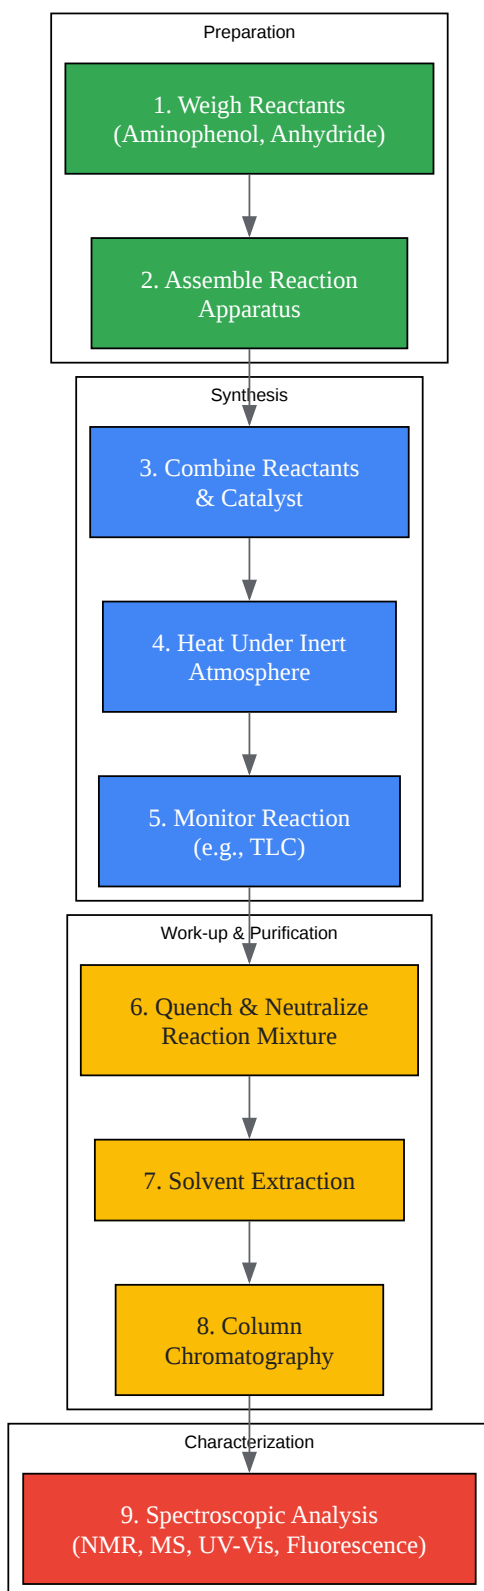 Preparation
1. Weigh Reactants
(Aminophenol, Anhydride)
2. Assemble Reaction
Apparatus
Synthesis
3. Combine Reactants
& Catalyst
4. Heat Under Inert
Atmosphere
5. Monitor Reaction
(e.g., TLC)
Work-up & Purification
6. Quench & Neutralize
Reaction Mixture
7. Solvent Extraction
8. Column
Chromatography
Characterization
9. Spectroscopic Analysis
(NMR, MS, UV-Vis, Fluorescence)